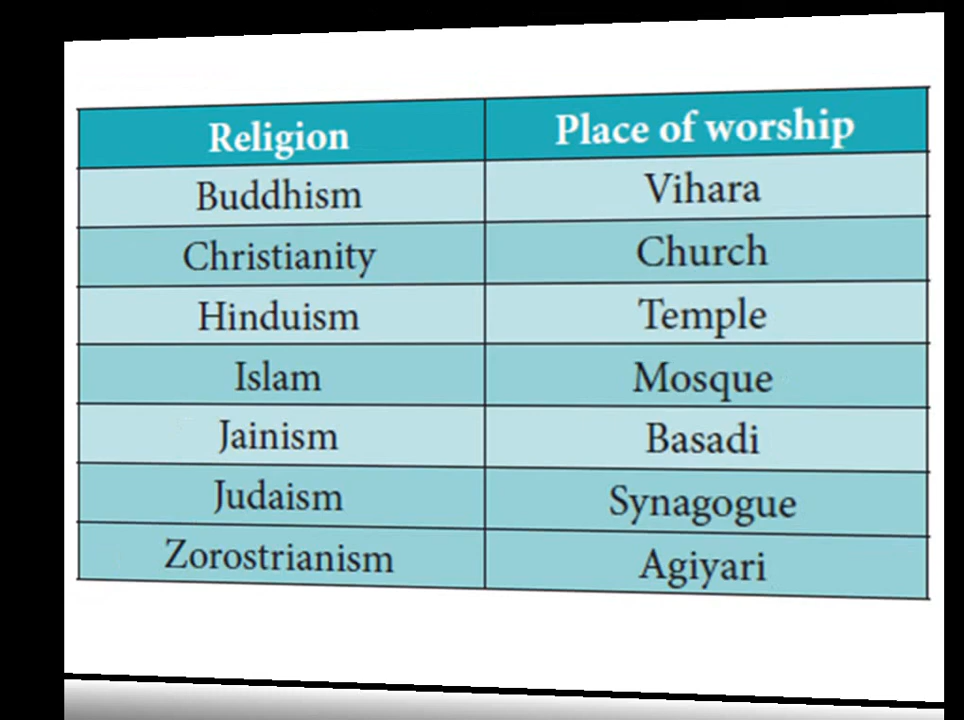 Religion Place of worship
Buddhism Vihara
Christianity Church
Hinduism Temple
Islam Mosque
Jainism Basadi
Judaism Synagogue
Zorostrianism Agiyari